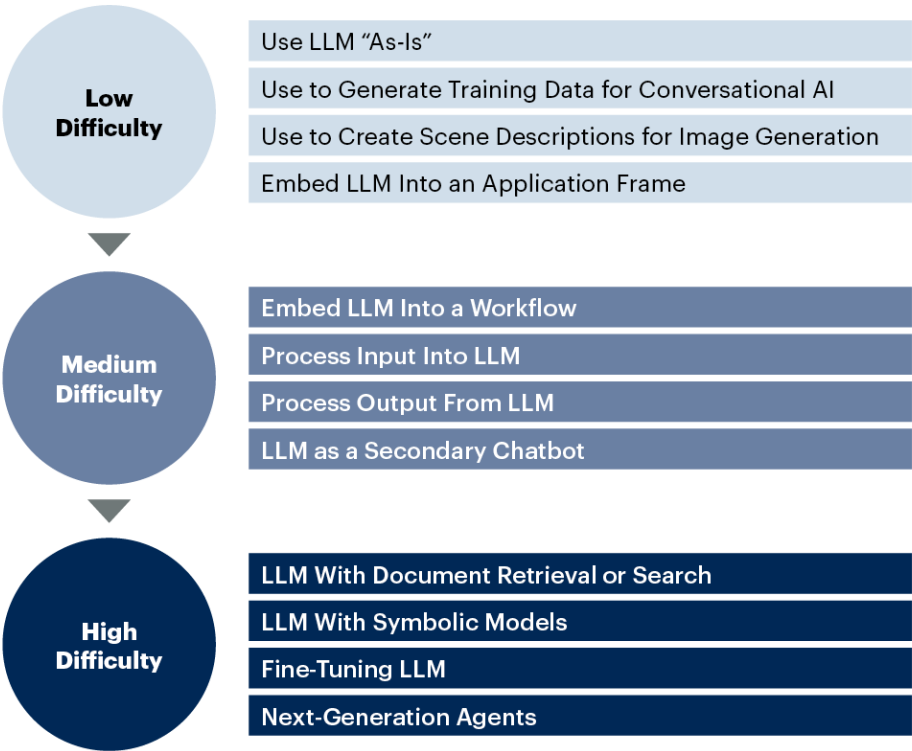 Low
Difficulty
Use LLM “As-Is”
Use to Generate Training Data for Conversational AI
Use to Create Scene Descriptions for Image Generation
Embed LLM Into an Application Frame
Medium
Difficulty
Embed LLM Into a Workflow
Process Input Into LLM
Process Output From LLM
LLM as a Secondary Chatbot
High
Difficulty
LLM With Document Retrieval or Search
LLM With Symbolic Models
Fine-Tuning LLM
Next-Generation Agents